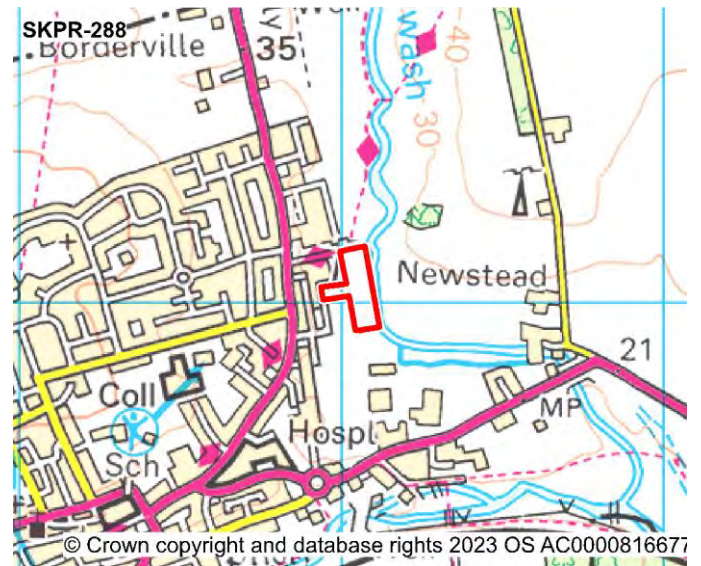 SKPR-288
Borderville
35
wash
40
30
Newstead
21
Coll
Sch
Hospl
MP
© Crown copyright and database rights 2023 OS AC0000816677